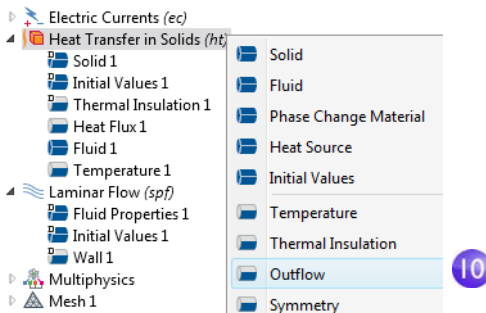 Electric Currents (ec)
Heat Transfer in Solids (ht)
Solid 1
Initial Values 1
Thermal Insulation 1
Heat Flux 1
Fluid 1
Temperature 1
Laminar Flow (spf)
Fluid Properties 1
Initial Values 1
Wall 1
Multiphysics
Mesh 1
Solid
Fluid
Phase Change Material
Heat Source
Initial Values
Temperature
Thermal Insulation
Outflow
Symmetry
10